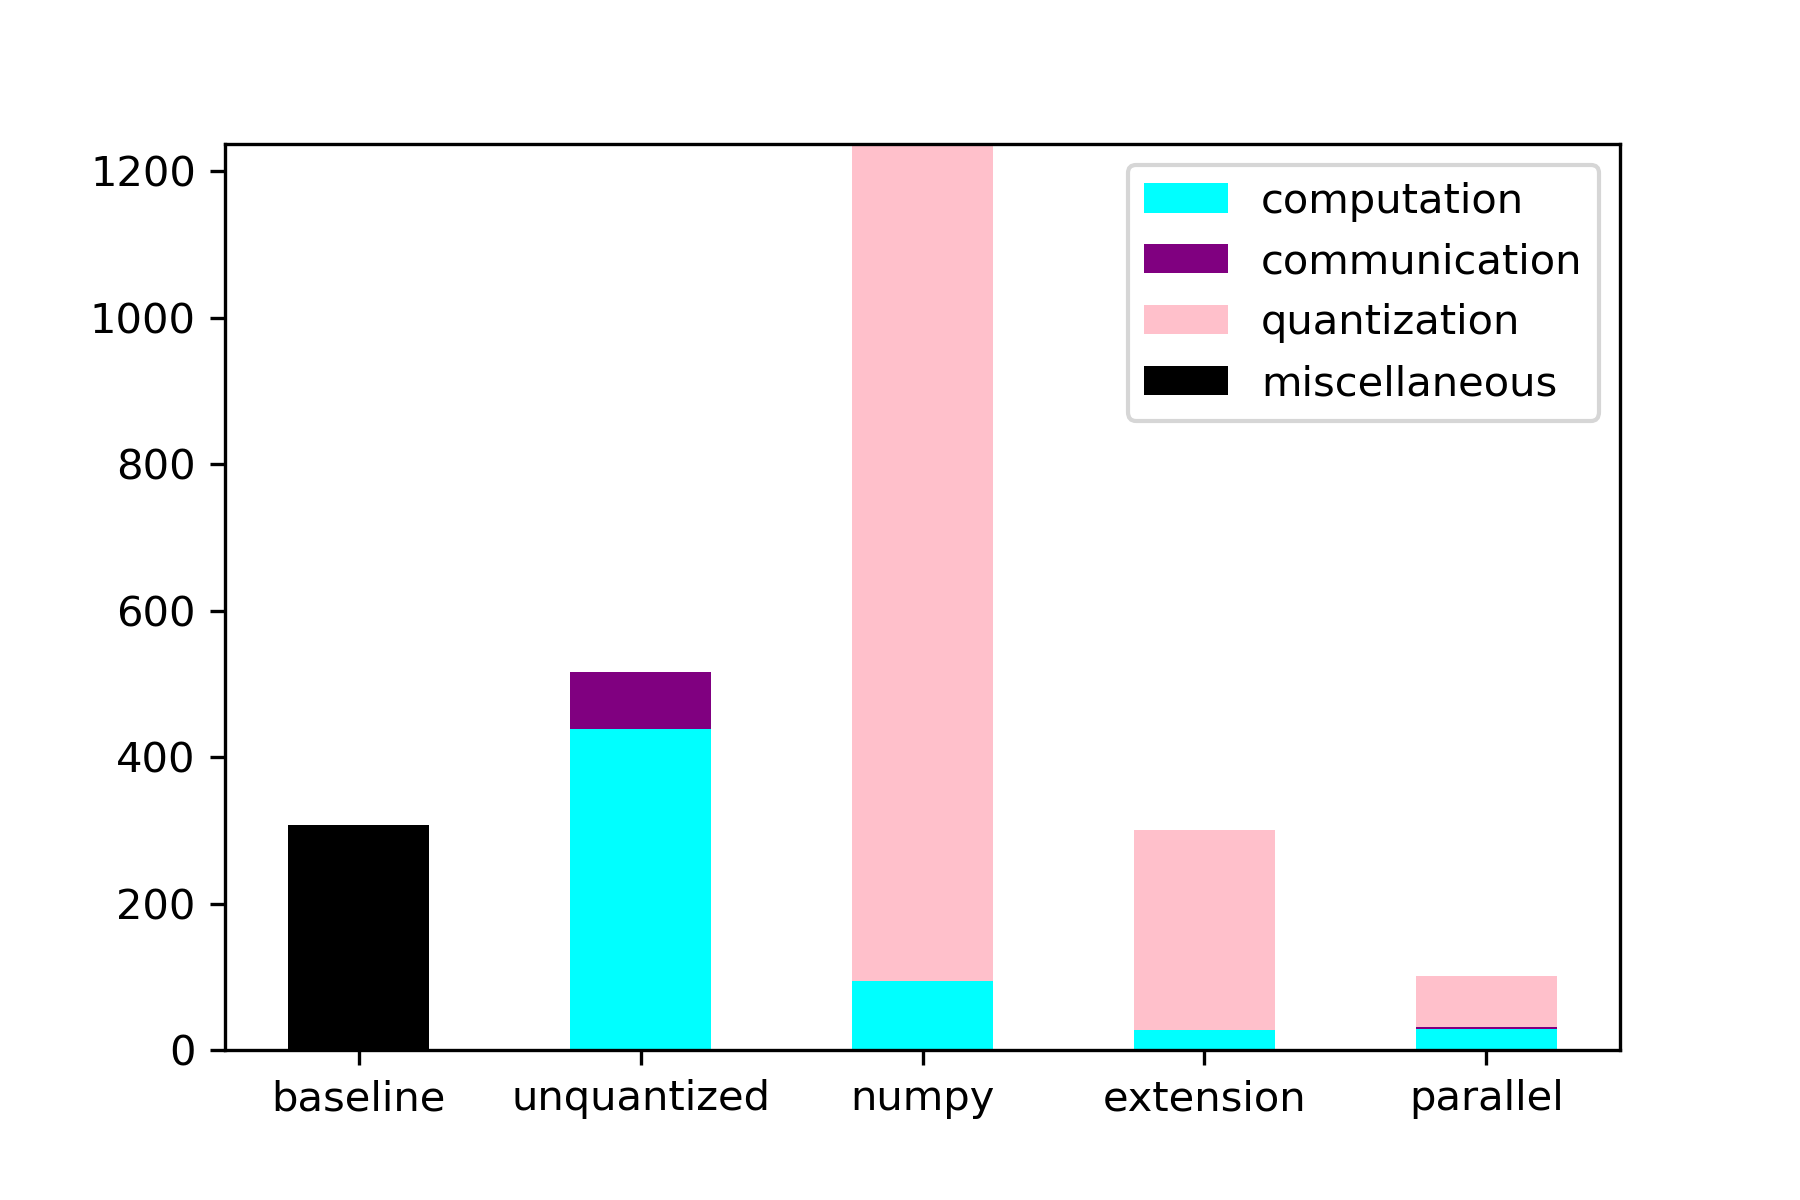 1200
1000
800
600
400
200
0
computation
communication
quantization
miscellaneous
baseline unquantized numpy extension parallel